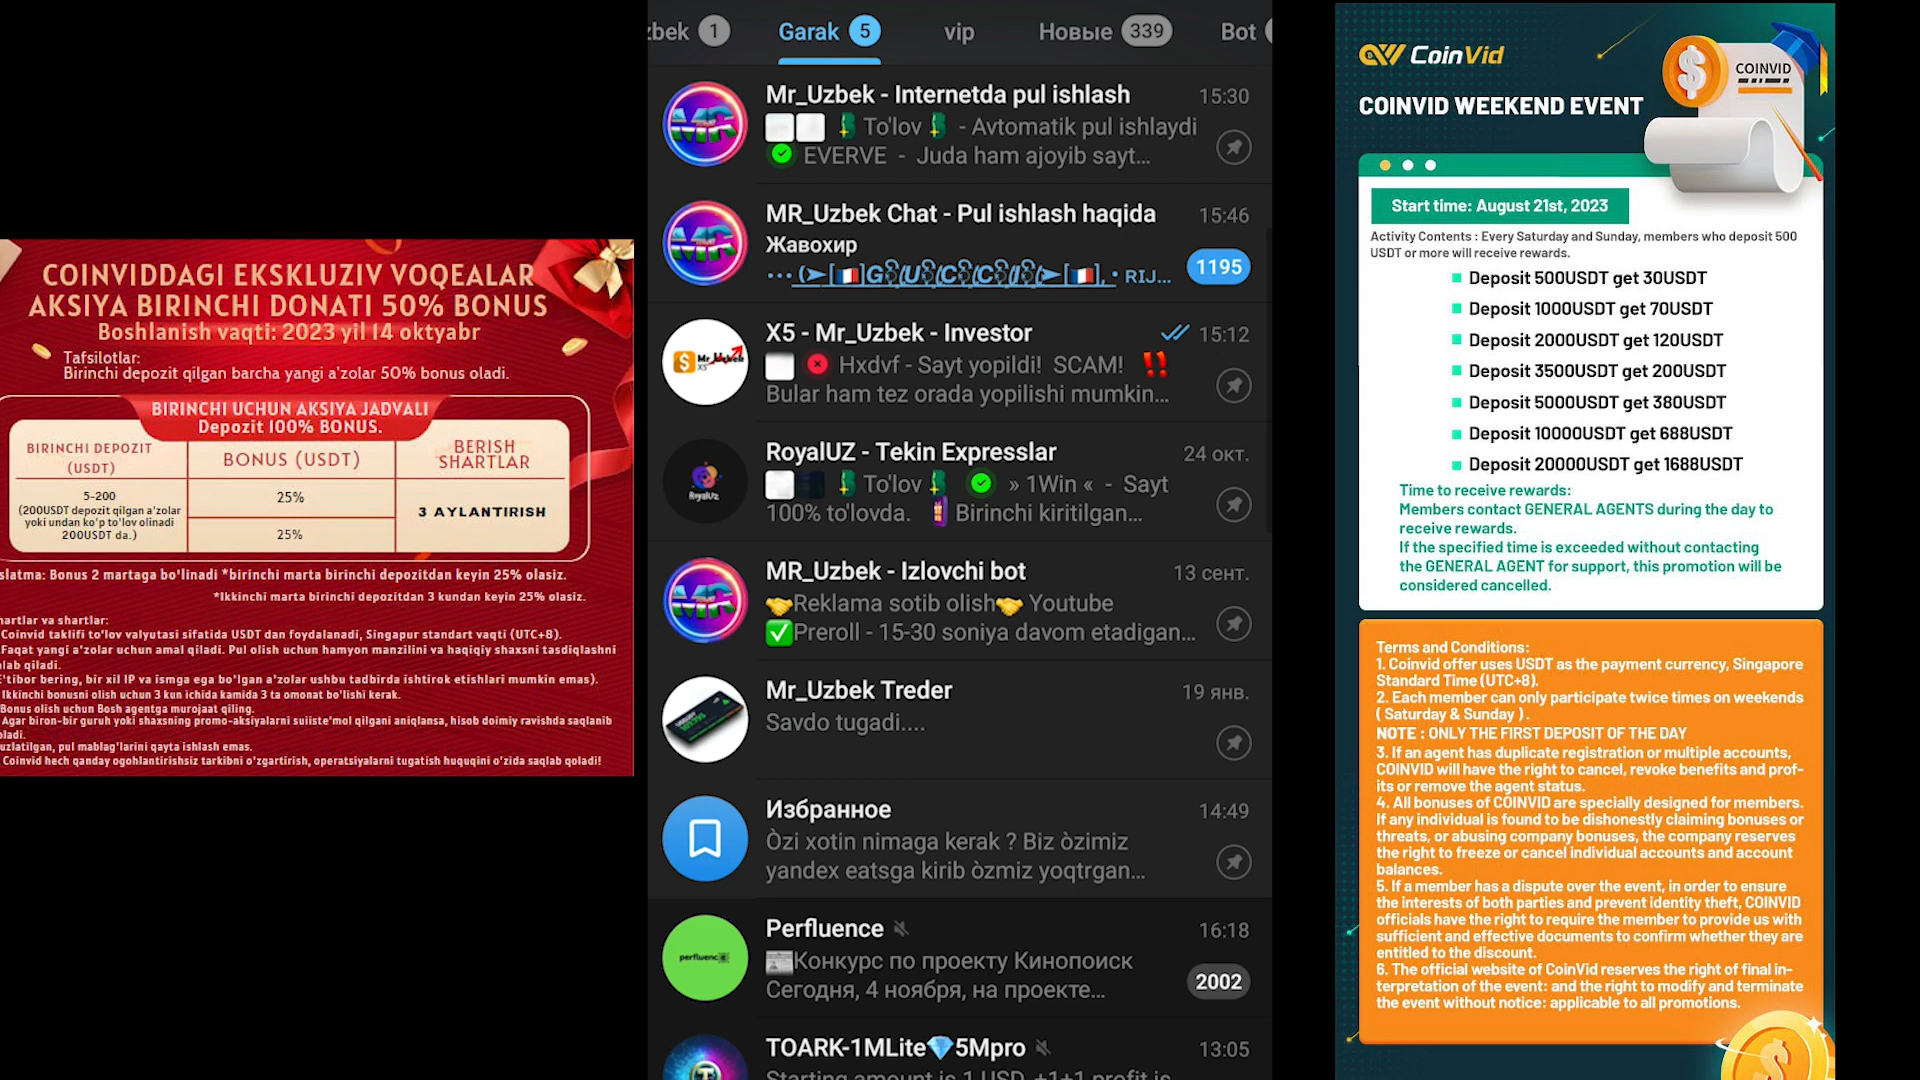 COINVIDDAGI EKSKLUZIV VOQEALAR
AKSIYA BIRINCHI DONATI 50% BONUS
Boshlanish vaqti: 2023 yil 14 oktyabr
Tafsilotlar:
Birinchi depozit qilgan barcha yangi a'zolar 50% bonus oladi.
BIRINCHI UCHUN AKSIYA JADVALI
Depozit 100% BONUS.
BIRINCHI DEPOZIT
(USDT)
BONUS (USDT)
BERISH
SHARTLAR
5-200
(200USDT depozit qilgan a'zolar
yoki undan ko'p to'lov olinadi
200USDT da.)
25%
25%
3 AYLANTIRISH
slatma: Bonus 2 martaga bo'linadi *birinchi marta birinchi depozitdan keyin 25% olasiz.
*Ikkinchi marta birinchi depozitdan 3 kundan keyin 25% olasiz.
hartlar va shartlar:
Coinvid taklifi to'lov valyutasi sifatida USDT dan foydalanadi, Singapur standart vaqti (UTC+8).
Faqat yangi a'zolar uchun amal qiladi. Pul olish uchun hamyon manzilini va haqiqiy shaxsni tasdiqlashni
alab qiladi.
E'tibor bering, bir xil IP va ismga ega bo'lgan a'zolar ushbu tadbirda ishtirok etishlari mumkin emas).
Ikkinchi bonusni olish uchun 3 kun ichida kamida 3 ta omonat bo'lishi kerak.
Bonus olish uchun Bosh agentga murojaat qiling.
Agar biron-bir guruh yoki shaxsning promo-aksiyalarni suiiste'mol qilgani aniqlansa, hisob doimiy ravishda saqlanib
oladi.
uzlatilgan, pul mablag'larini qayta ishlash emas.
Coinvid hech qanday ogohlantirishsiz tarkibni o'zgartirish, operatsiyalarni tugatish huquqini o'zida saqlab qoladi!
zbek 1 Garak 5 vip Новые 339 Bot
Mr_Uzbek - Internetda pul ishlash 15:30
To'lov - Avtomatik pul ishlaydi
EVERVE - Juda ham ajoyib sayt...
MR_Uzbek Chat - Pul ishlash haqida 15:46
Жавохир
RIJ... 1195
X5 - Mr_Uzbek - Investor 15:12
Hxdvf - Sayt yopildi! SCAM! ‼️
Bular ham tez orada yopilishi mumkin...
RoyalUZ - Tekin Expresslar 24 окт.
To'lov » 1Win « - Sayt
100% to'lovda. Birinchi kiritilgan...
MR_Uzbek - Izlovchi bot 13 сент.
🤝Reklama sotib olish🤝 Youtube
✅Preroll - 15-30 soniya davom etadigan...
Mr_Uzbek Treder 19 янв.
Savdo tugadi....
Избранное 14:49
Òzi xotin nimaga kerak ? Biz òzimiz
yandex eatsga kirib òzmiz yoqtrgan...
Perfluence 16:18
Конкурс по проекту Кинопоиск
Сегодня, 4 ноября, на проекте... 2002
TOARK-1MLite💎5Mpro 13:05
Starting amount is 1 USD, +1+1 profit is
CoinVid
COINVID
COINVID WEEKEND EVENT
Start time: August 21st, 2023
Activity Contents : Every Saturday and Sunday, members who deposit 500
USDT or more will receive rewards.
Deposit 500USDT get 30USDT
Deposit 1000USDT get 70USDT
Deposit 2000USDT get 120USDT
Deposit 3500USDT get 200USDT
Deposit 5000USDT get 380USDT
Deposit 10000USDT get 688USDT
Deposit 20000USDT get 1688USDT
Time to receive rewards:
Members contact GENERAL AGENTS during the day to
receive rewards.
If the specified time is exceeded without contacting
the GENERAL AGENT for support, this promotion will be
considered cancelled.
Terms and Conditions:
1. Coinvid offer uses USDT as the payment currency, Singapore
Standard Time (UTC+8).
2. Each member can only participate twice times on weekends
( Saturday & Sunday ) .
NOTE : ONLY THE FIRST DEPOSIT OF THE DAY
3. If an agent has duplicate registration or multiple accounts,
COINVID will have the right to cancel, revoke benefits and prof-
its or remove the agent status.
4. All bonuses of COINVID are specially designed for members.
If any individual is found to be dishonestly claiming bonuses or
threats, or abusing company bonuses, the company reserves
the right to freeze or cancel individual accounts and account
balances.
5. If a member has a dispute over the event, in order to ensure
the interests of both parties and prevent identity theft, COINVID
officials have the right to require the member to provide us with
sufficient and effective documents to confirm whether they are
entitled to the discount.
6. The official website of CoinVid reserves the right of final in-
terpretation of the event: and the right to modify and terminate
the event without notice: applicable to all promotions.